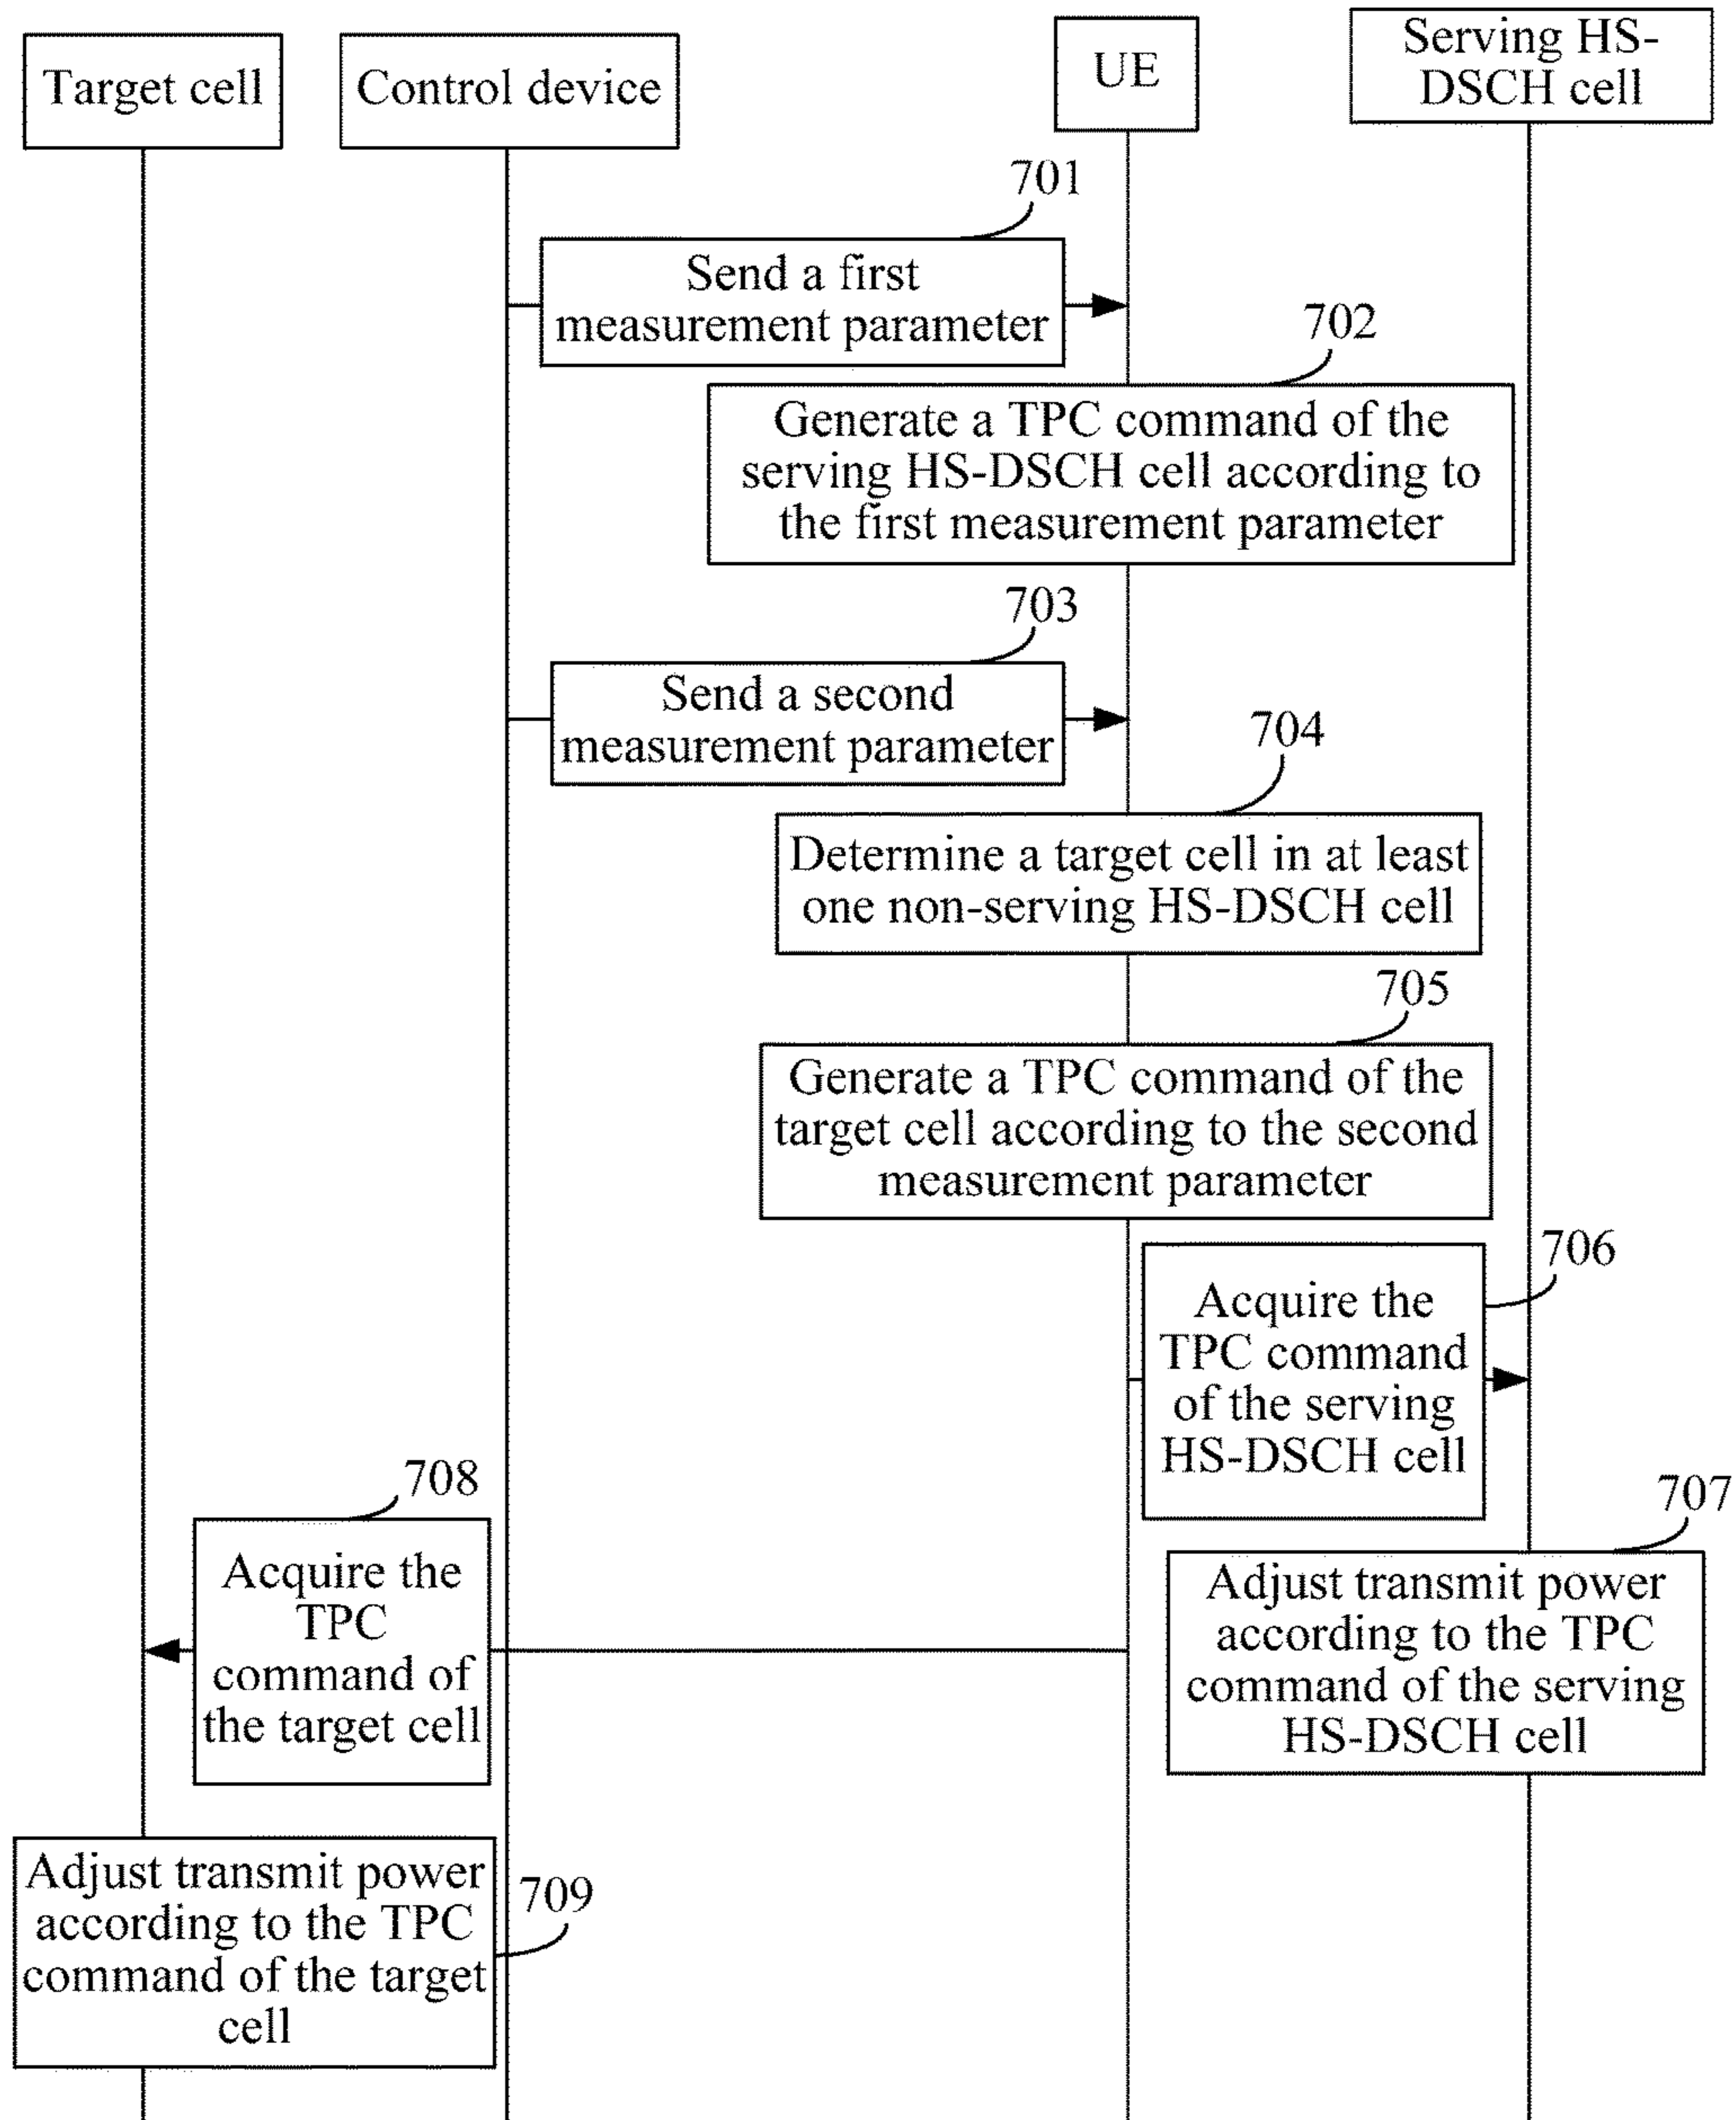 Target cell
Control device
UE
Serving HS-
DSCH cell
701
Send a first
measurement parameter
702
Generate a TPC command of the
serving HS-DSCH cell according to
the first measurement parameter
703
Send a second
measurement parameter
704
Determine a target cell in at least
one non-serving HS-DSCH cell
705
Generate a TPC command of the
target cell according to the second
measurement parameter
706
Acquire the
TPC command
of the serving
HS-DSCH cell
707
Adjust transmit power
according to the TPC
command of the serving
HS-DSCH cell
708
Acquire the
TPC
command of
the target cell
709
Adjust transmit power
according to the TPC
command of the target
cell